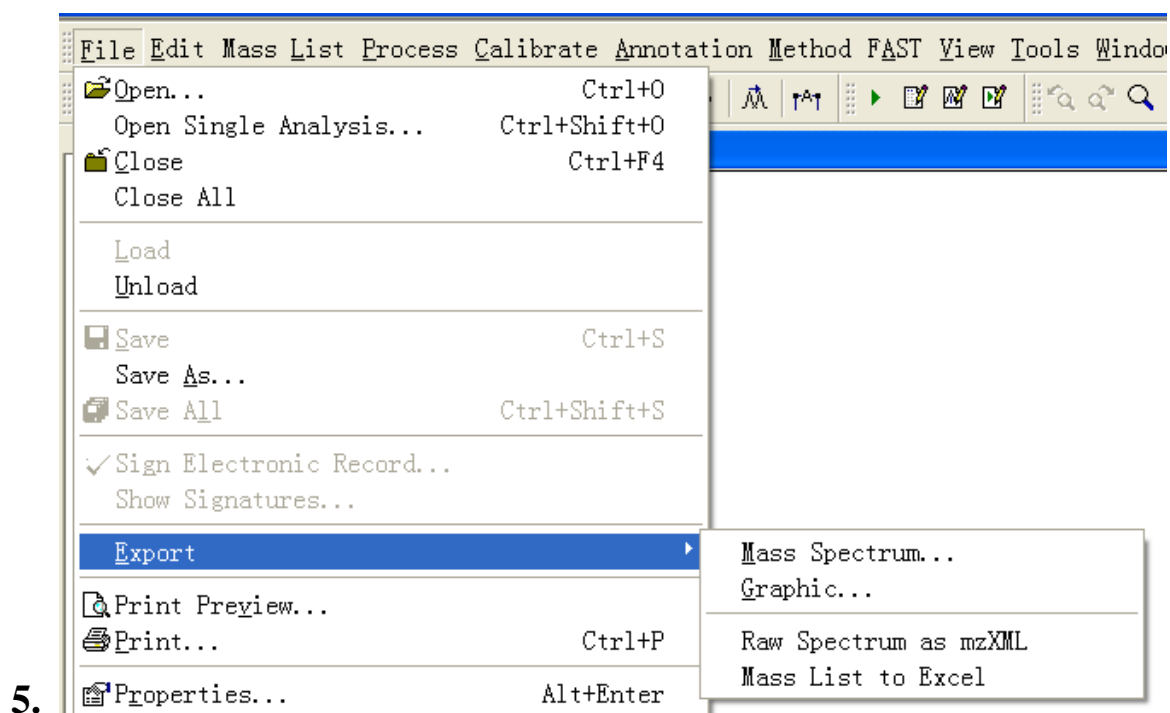 File Edit Mass List Process Calibrate Annotation Method FAST View Tools Windo
Open... Ctrl+O
Open Single Analysis... Ctrl+Shift+O
Close Ctrl+F4
Close All
Load
Unload
Save Ctrl+S
Save As...
Save All Ctrl+Shift+S
Sign Electronic Record...
Show Signatures...
Export
Mass Spectrum...
Graphic...
Raw Spectrum as mzXML
Mass List to Excel
Print Preview...
Print... Ctrl+P
5. Properties... Alt+Enter